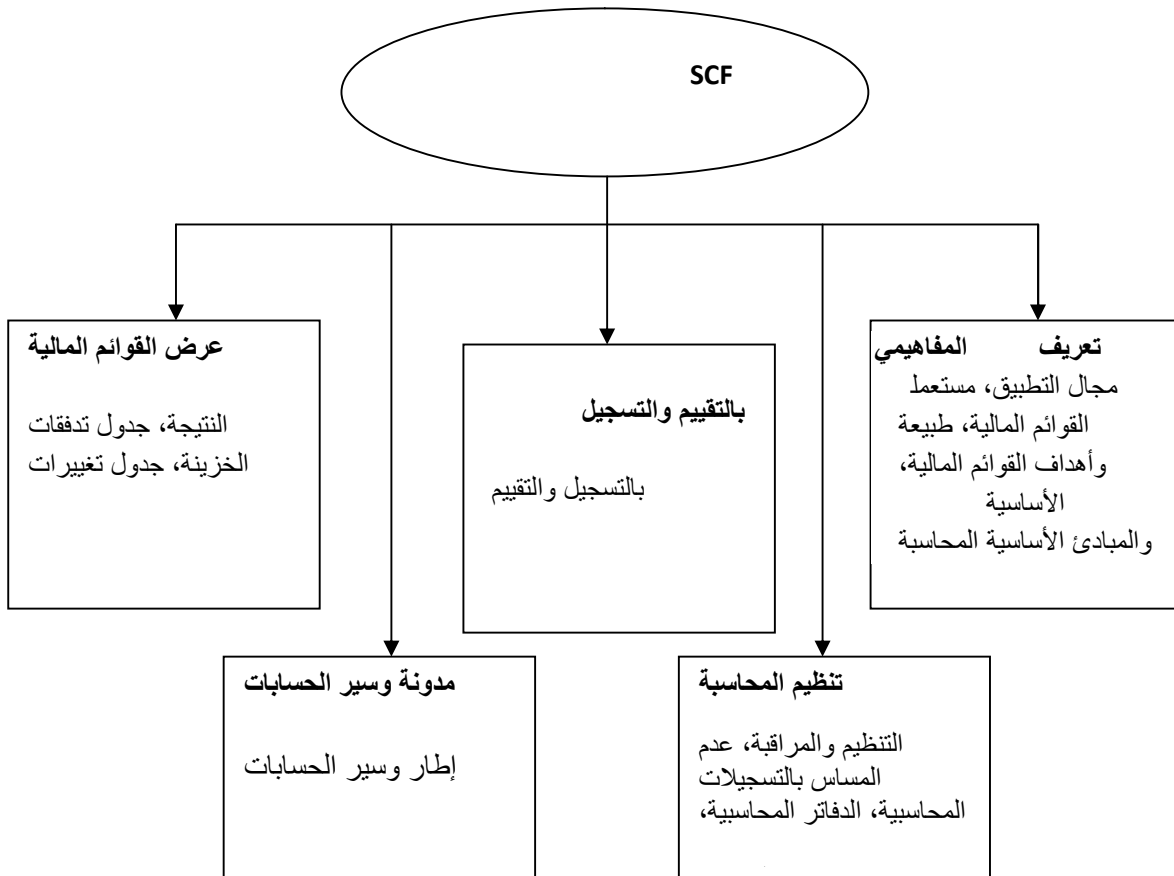 SCF
تعريف المفاهيمي
مجال التطبيق، مستعمل
القوائم المالية، طبيعة
وأهداف القوائم المالية،
الأساسية
والمبادئ الأساسية المحاسبة
بالتقييم والتسجيل
بالتسجيل والتقييم
عرض القوائم المالية
النتيجة، جدول تدفقات
الخزينة، جدول تغييرات
تنظيم المحاسبة
التنظيم والمراقبة، عدم
المساس بالتسجيلات
المحاسبية، الدفاتر المحاسبية،
مدونة وسير الحسابات
إطار وسير الحسابات